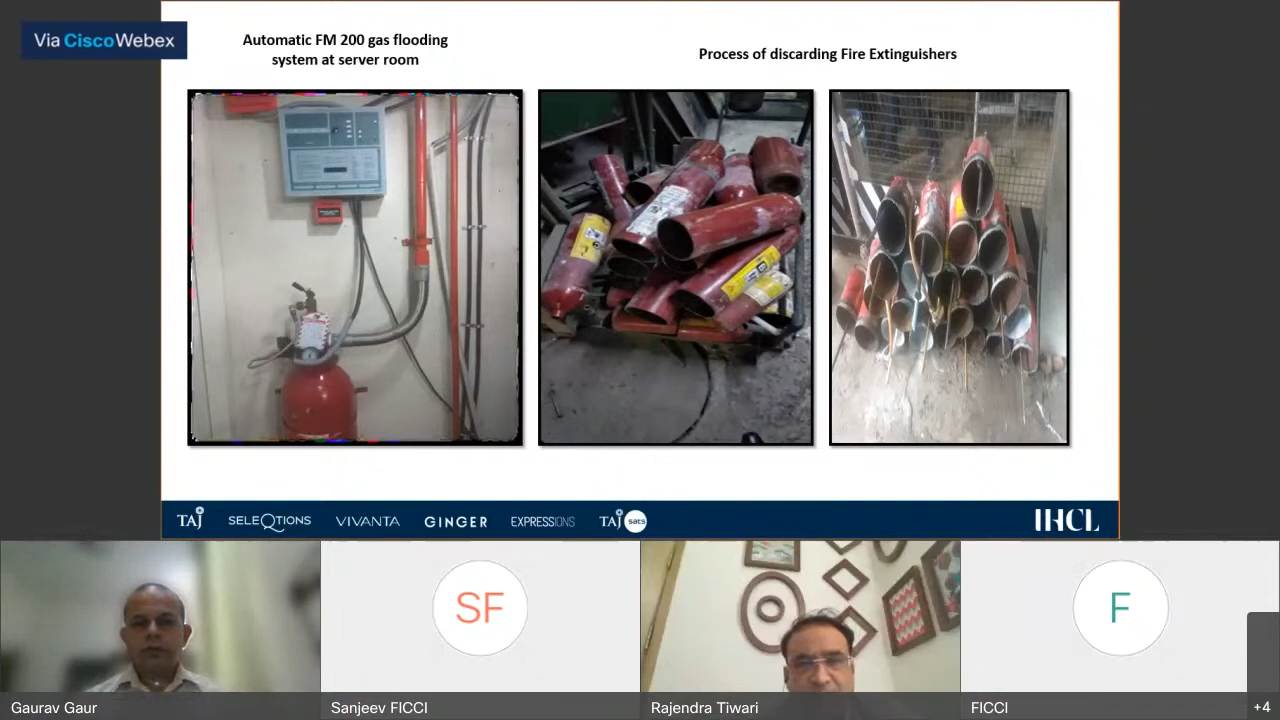 Via Cisco Webex
Automatic FM 200 gas flooding
system at server room
Process of discarding Fire Extinguishers
TAJ
SELEQTIONS
VIVANTA
GINGER
EXPRESSIONS
TAJ sats
IHCL
SF
F
Gaurav Gaur
Sanjeev FICCI
Rajendra Tiwari
FICCI
+4